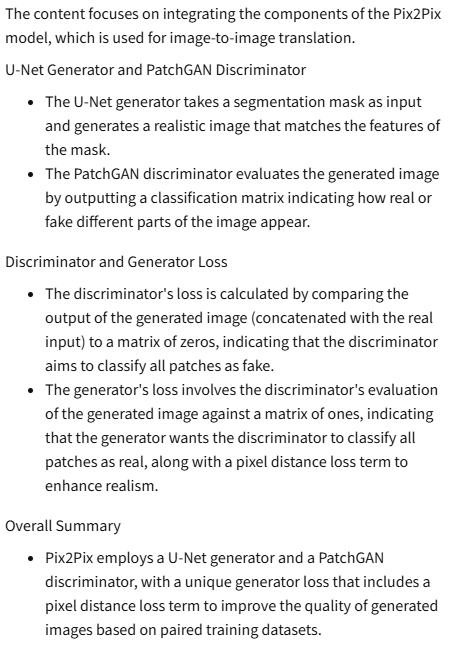 The content focuses on integrating the components of the Pix2Pix
model, which is used for image-to-image translation.
U-Net Generator and PatchGAN Discriminator
• The U-Net generator takes a segmentation mask as input
and generates a realistic image that matches the features of
the mask.
• The PatchGAN discriminator evaluates the generated image
by outputting a classification matrix indicating how real or
fake different parts of the image appear.
Discriminator and Generator Loss
• The discriminator's loss is calculated by comparing the
output of the generated image (concatenated with the real
input) to a matrix of zeros, indicating that the discriminator
aims to classify all patches as fake.
• The generator's loss involves the discriminator's evaluation
of the generated image against a matrix of ones, indicating
that the generator wants the discriminator to classify all
patches as real, along with a pixel distance loss term to
enhance realism.
Overall Summary
• Pix2Pix employs a U-Net generator and a PatchGAN
discriminator, with a unique generator loss that includes a
pixel distance loss term to improve the quality of generated
images based on paired training datasets.